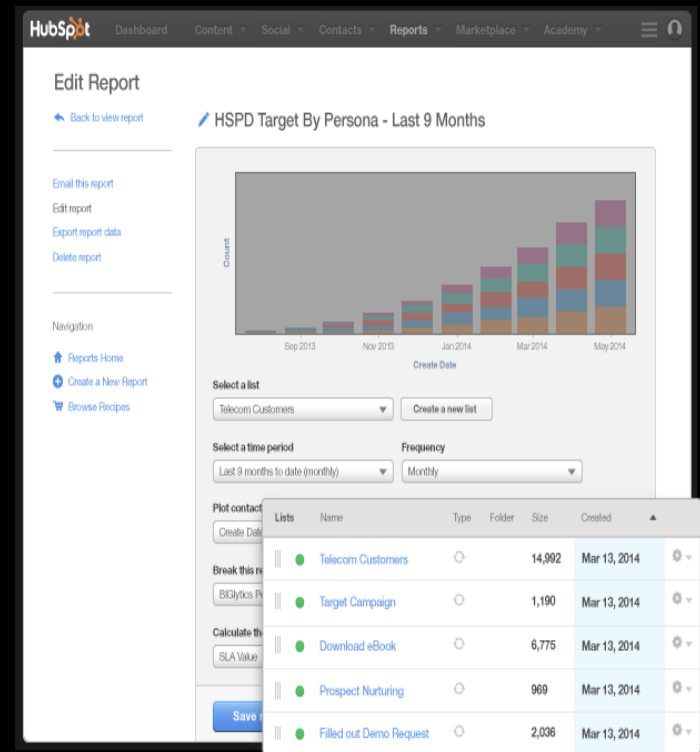 HubSpot Dashboard Content Social Contacts Reports Marketplace Academy
Edit Report
Back to view report
HSPD Target By Persona - Last 9 Months
Email this report
Edit report
Export report data
Delete report
Navigation
Reports Home
Create a New Report
Browse Recipes
Count
Sep 2013 Nov 2013 Jan 2014 Mar 2014 May 2014
Create Date
Select a list
Telecom Customers Create a new list
Select a time period Frequency
Last 9 months to date (monthly) Monthly
Plot contact
Create Date
Break this re
BIGlytics Pe
Calculate th
SLA Value
Save
Lists Name Type Folder Size Created
Telecom Customers 14,992 Mar 13, 2014
Target Campaign 1,190 Mar 13, 2014
Download eBook 6,775 Mar 13, 2014
Prospect Nurturing 969 Mar 13, 2014
Filled out Demo Request 2,036 Mar 13, 2014